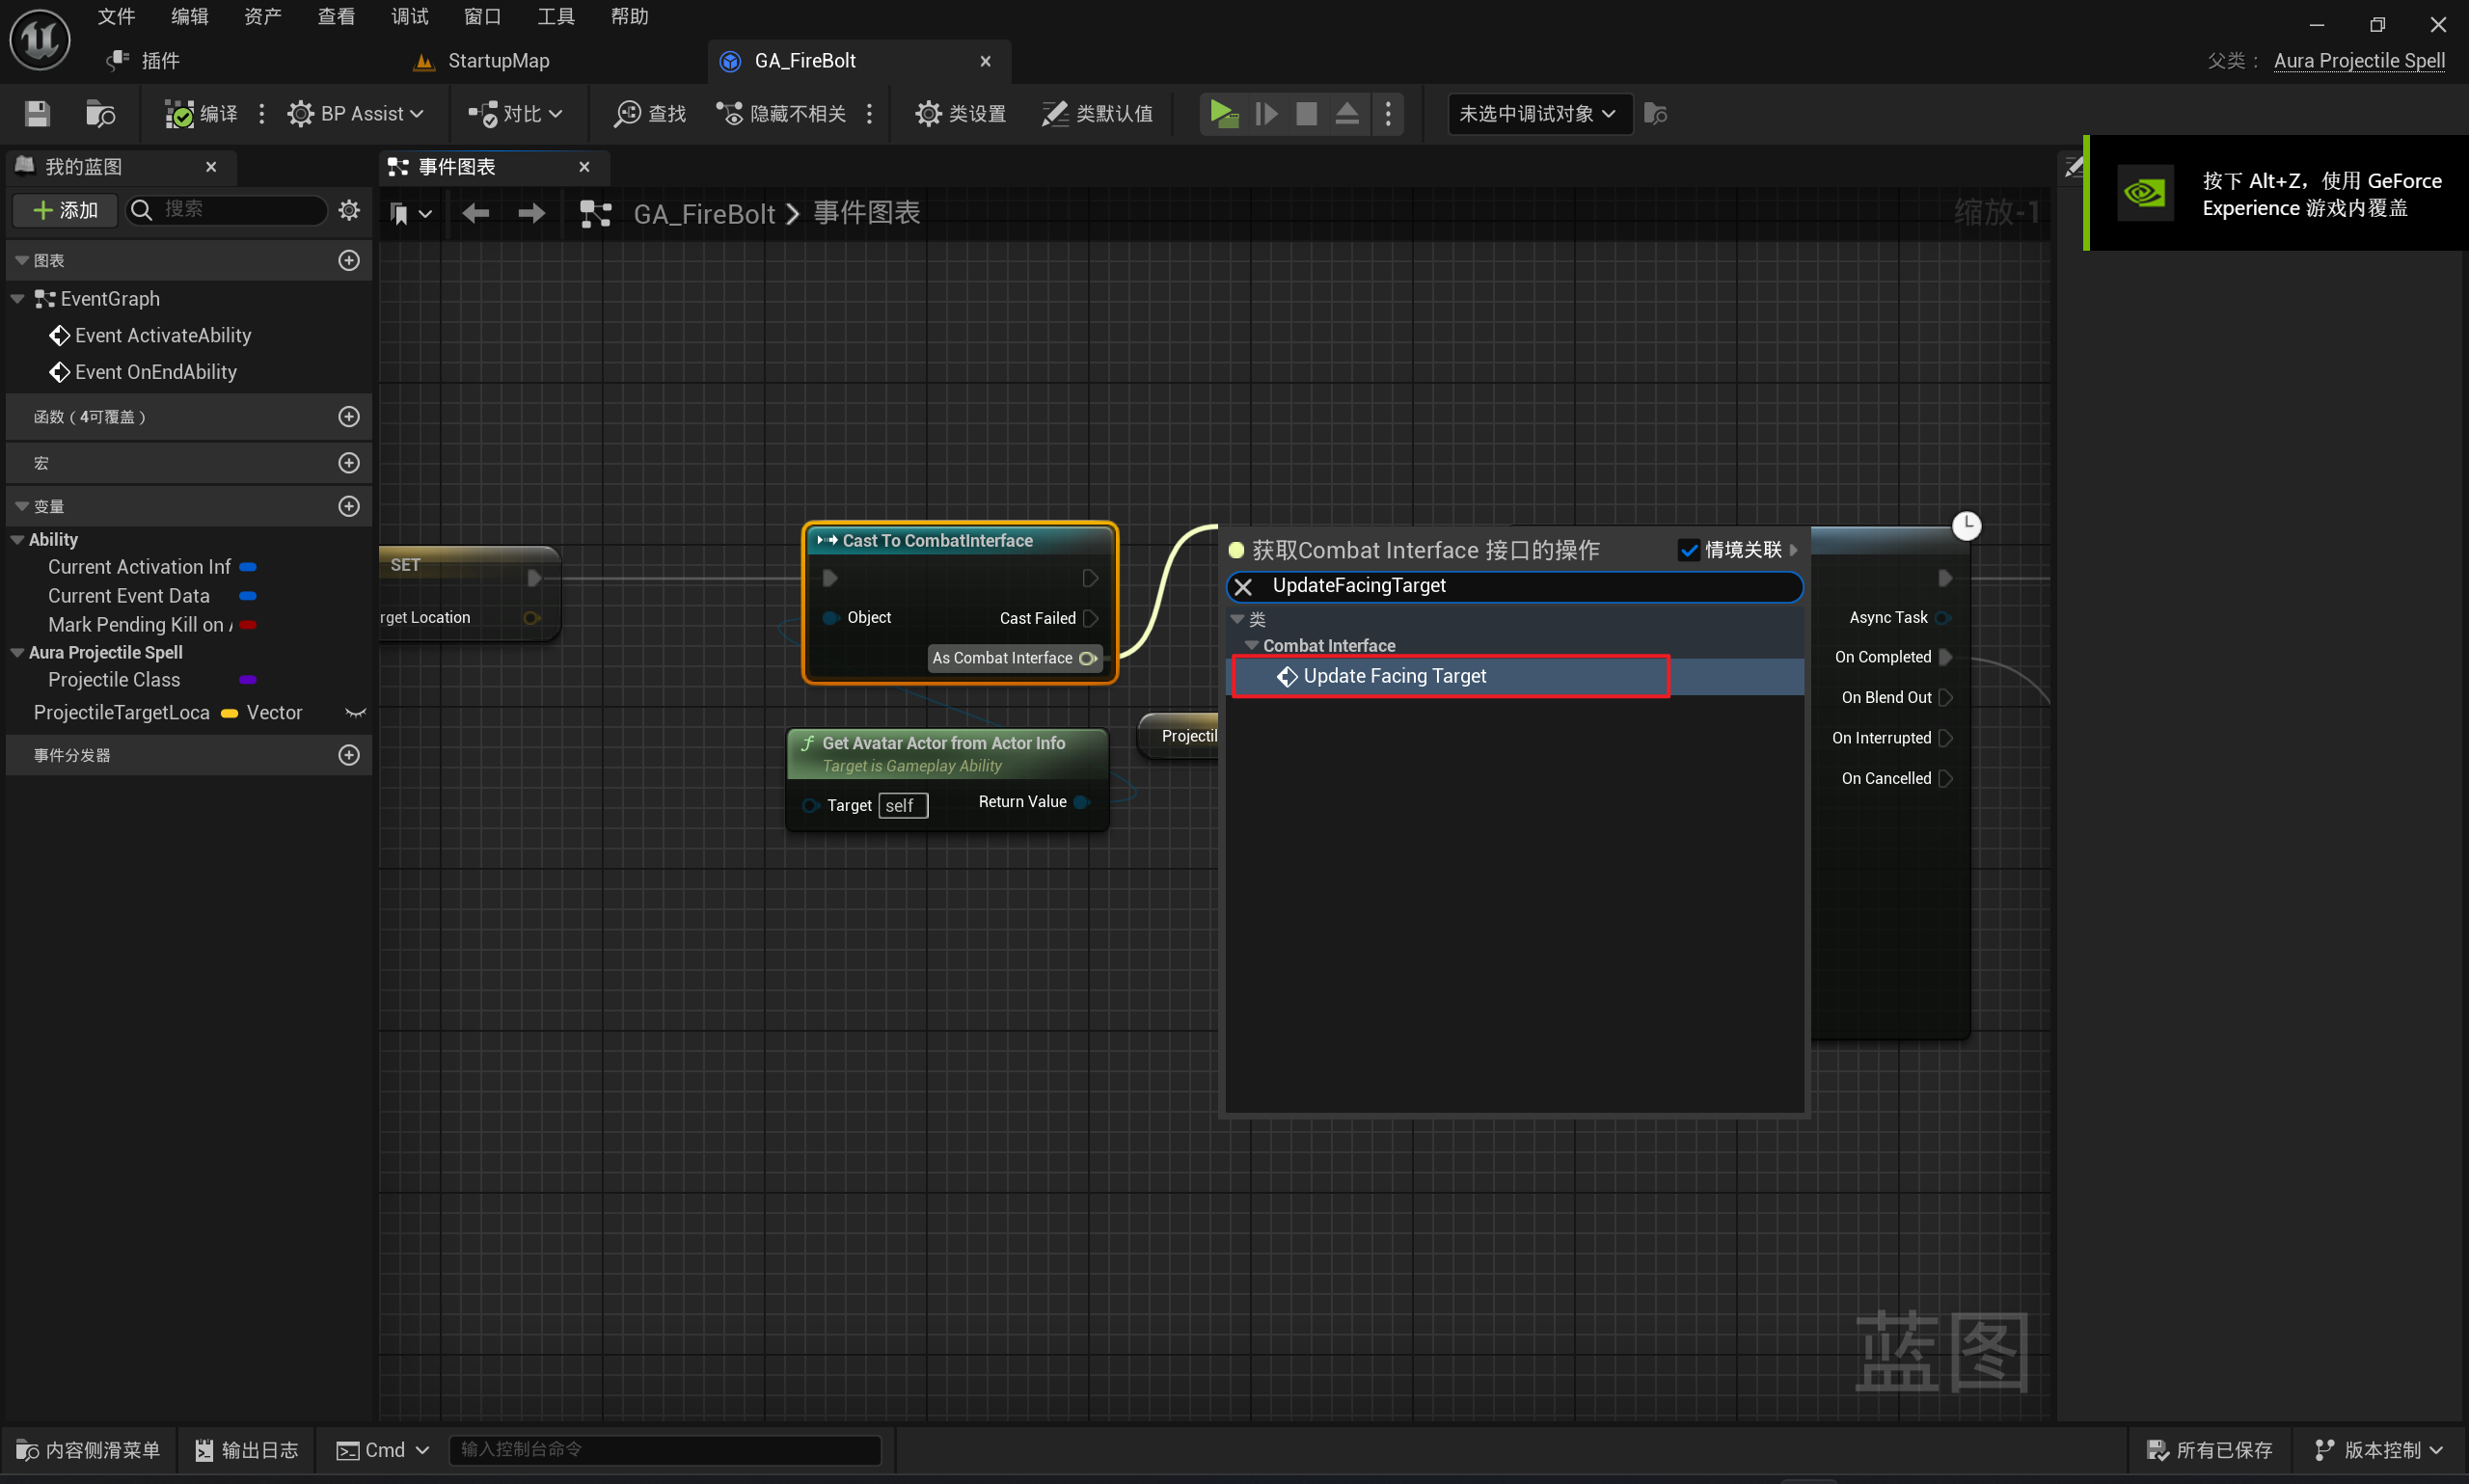 文件 编辑 资产 查看 调试 窗口 工具 帮助
插件 StartupMap GA_FireBolt 父类： Aura Projectile Spell
编译 BP Assist 对比 查找 隐藏不相关 类设置 类默认值 未选中调试对象
按下 Alt+Z，使用 GeForce
Experience 游戏内覆盖
我的蓝图
添加 搜索
图表
EventGraph
Event ActivateAbility
Event OnEndAbility
函数（4可覆盖）
宏
变量
Ability
Current Activation Inf
Current Event Data
Mark Pending Kill on A
Aura Projectile Spell
Projectile Class
ProjectileTargetLoca Vector
事件分发器
事件图表
GA_FireBolt 事件图表
缩放-1
SET
rget Location
Cast To CombatInterface
Object
Cast Failed
As Combat Interface
Get Avatar Actor from Actor Info
Target is Gameplay Ability
Target self
Return Value
Projectil
获取Combat Interface 接口的操作
情境关联
UpdateFacingTarget
类
Combat Interface
Update Facing Target
Async Task
On Completed
On Blend Out
On Interrupted
On Cancelled
蓝图
内容侧滑菜单 输出日志 Cmd 输入控制台命令 所有已保存 版本控制